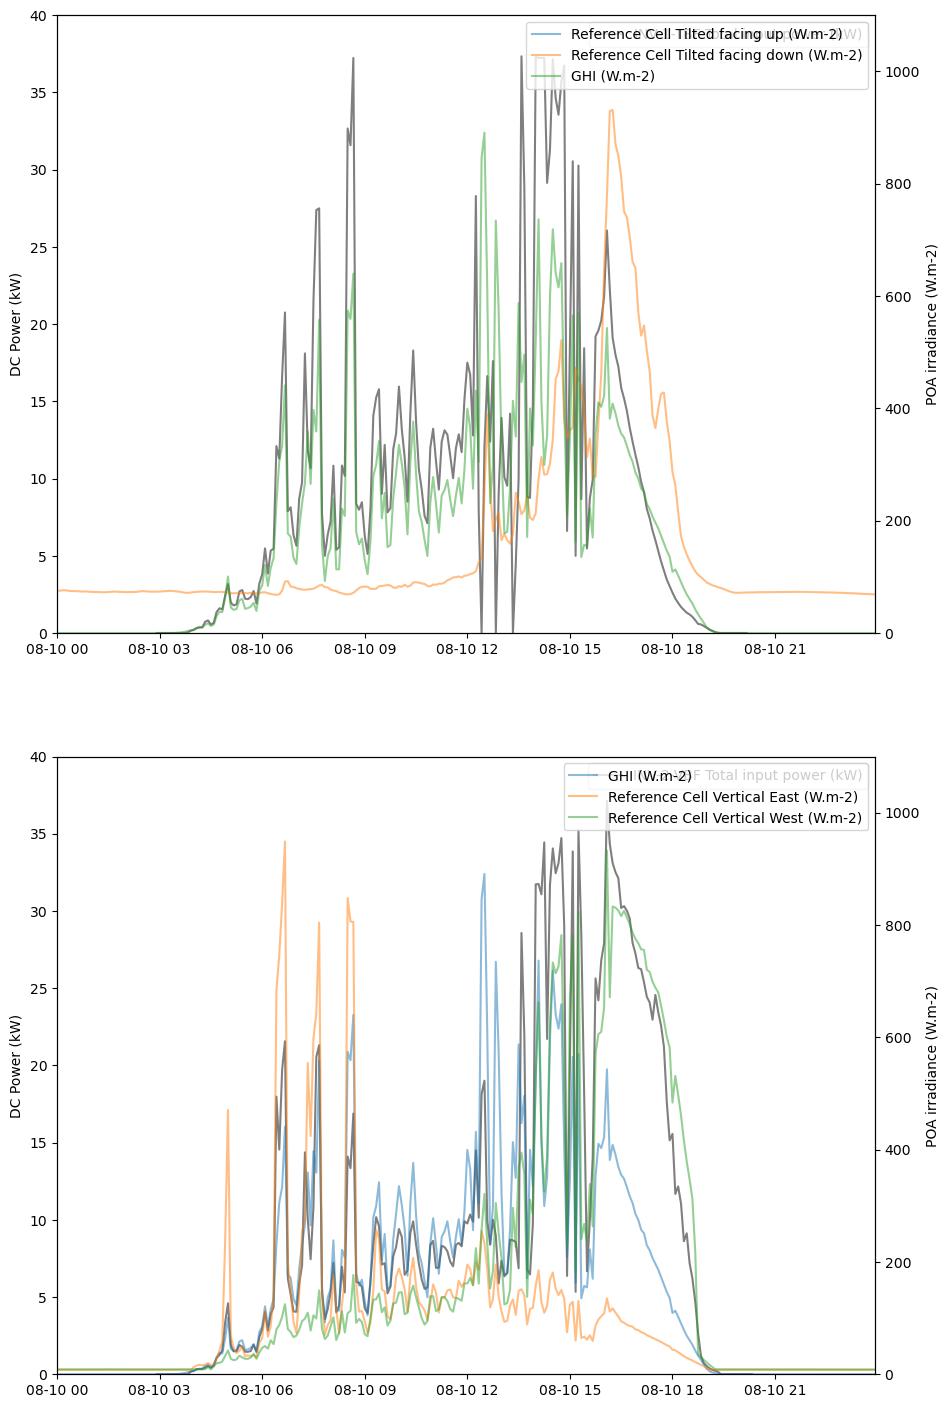 40
35
30
25
20
15
10
5
0
DC Power (kW)
Reference Cell Tilted facing up (W.m-2)
Reference Cell Tilted facing down (W.m-2)
GHI (W.m-2)
1000
800
600
400
200
0
POA irradiance (W.m-2)
08-10 00 08-10 03 08-10 06 08-10 09 08-10 12 08-10 15 08-10 18 08-10 21
40
35
30
25
20
15
10
5
0
DC Power (kW)
Total input power (kW)
GHI (W.m-2)
Reference Cell Vertical East (W.m-2)
Reference Cell Vertical West (W.m-2)
1000
800
600
400
200
0
POA irradiance (W.m-2)
08-10 00 08-10 03 08-10 06 08-10 09 08-10 12 08-10 15 08-10 18 08-10 21